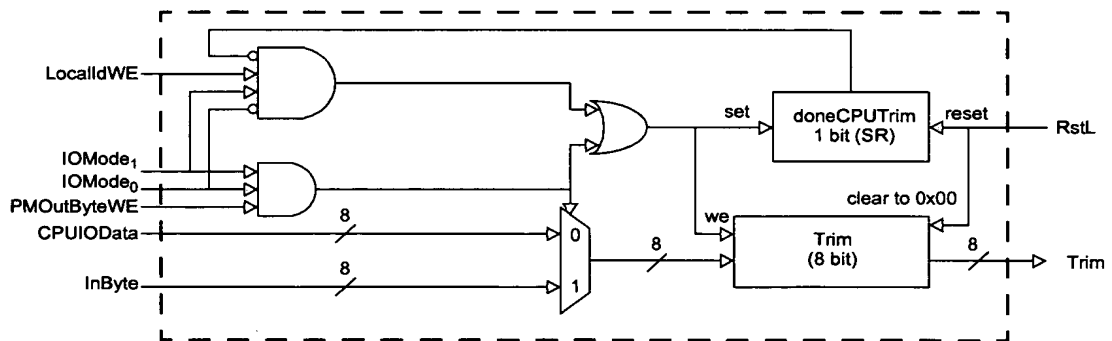 LocalIdWE
set
doneCPUTrim
1 bit (SR)
reset
RstL
IOMode1
IOMode0
PMOutByteWE
CPUIOData
8
0
we
clear to 0x00
8
Trim
(8 bit)
8
Trim
InByte
8
1